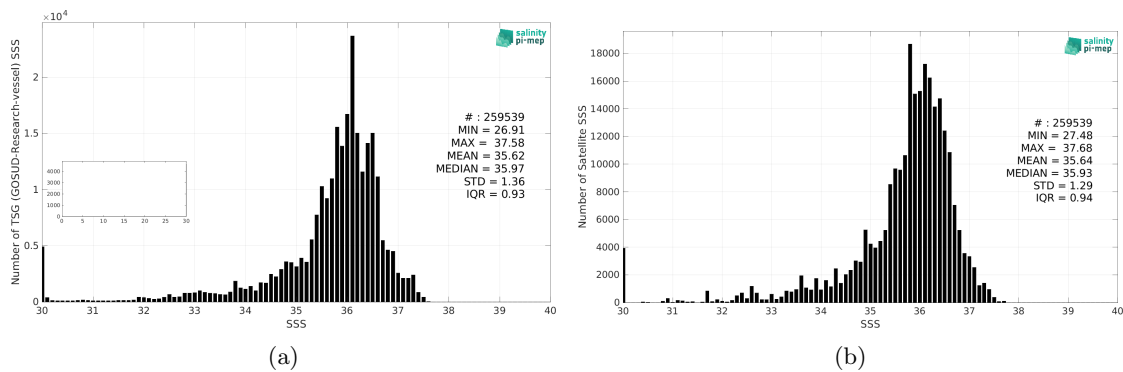 ×10⁴
Number of TSG (GOSUD-Research-vessel) SSS
2
1.5
1
0.5
0
30 31 32 33 34 35 36 37 38 39 40
SSS
4000
3000
2000
1000
0
0 5 10 15 20 25 30
salinity
pi-mep
# : 259539
MIN = 26.91
MAX = 37.58
MEAN = 35.62
MEDIAN = 35.97
STD = 1.36
IQR = 0.93
(a)
Number of Satellite SSS
18000
16000
14000
12000
10000
8000
6000
4000
2000
0
30 31 32 33 34 35 36 37 38 39 40
SSS
salinity
pi-mep
# : 259539
MIN = 27.48
MAX = 37.68
MEAN = 35.64
MEDIAN = 35.93
STD = 1.29
IQR = 0.94
(b)